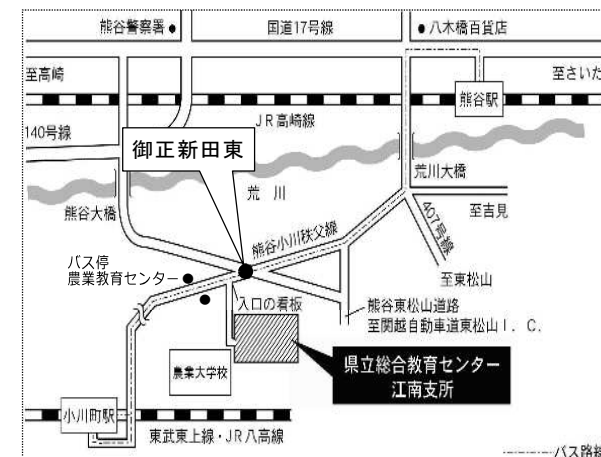 熊谷警察署
国道17号線
八木橋百貨店
至高崎
至さいた
熊谷駅
JR高崎線
140号線
御正新田東
荒川大橋
荒 川
至吉見
熊谷大橋
熊谷小川秩父線
407号線
バス停
農業教育センター
至東松山
入口の看板
熊谷東松山道路
至関越自動車道東松山I. C.
農業大学校
県立総合教育センター
江南支所
小川町駅
東武東上線・JR八高線
バス路線